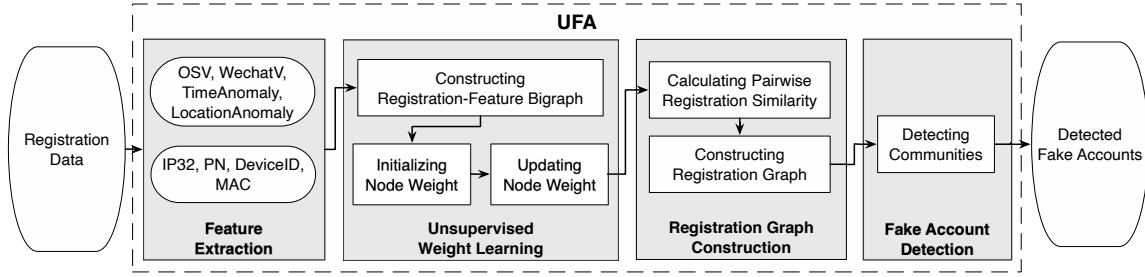 UFA
Registration
Data
OSV, WechatV,
TimeAnomaly,
LocationAnomaly
IP32, PN, DeviceID,
MAC
Feature
Extraction
Constructing
Registration-Feature Bigraph
Initializing
Node Weight
Updating
Node Weight
Unsupervised
Weight Learning
Calculating Pairwise
Registration Similarity
Constructing
Registration Graph
Registration Graph
Construction
Detecting
Communities
Fake Account
Detection
Detected
Fake Accounts